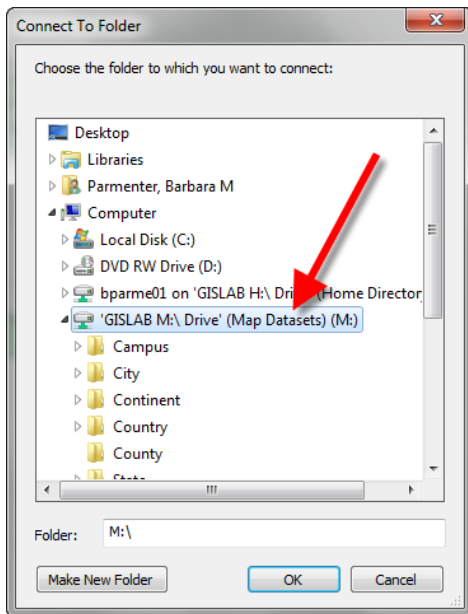 Connect To Folder
Choose the folder to which you want to connect:
Desktop
Libraries
Parmenter, Barbara M
Computer
Local Disk (C:)
DVD RW Drive (D:)
bparme01 on 'GISLAB H:\ Drive' (Home Director
'GISLAB M:\ Drive' (Map Datasets) (M:)
Campus
City
Continent
Country
County
State
Folder:
M:\
Make New Folder
OK
Cancel